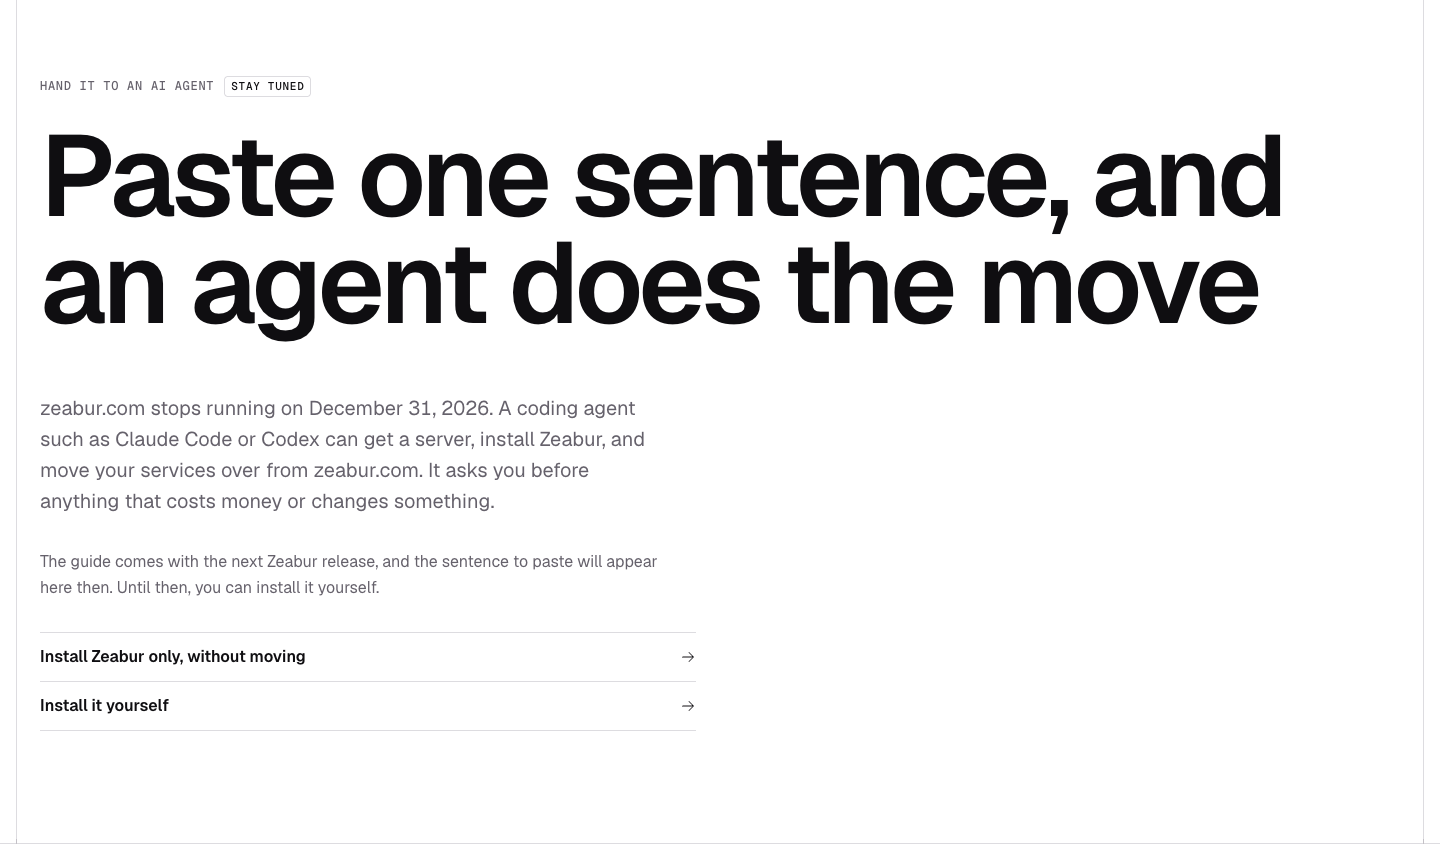 HAND IT TO AN AI AGENT STAY TUNED
Paste one sentence, and
an agent does the move
zeabur.com stops running on December 31, 2026. A coding agent
such as Claude Code or Codex can get a server, install Zeabur, and
move your services over from zeabur.com. It asks you before
anything that costs money or changes something.
The guide comes with the next Zeabur release, and the sentence to paste will appear
here then. Until then, you can install it yourself.
Install Zeabur only, without moving →
Install it yourself →